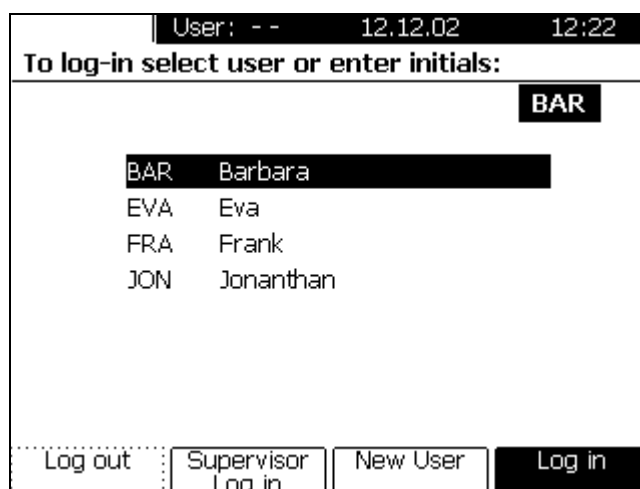 User: - - 12.12.02 12:22
To log-in select user or enter initials:
BAR
BAR Barbara
EVA Eva
FRA Frank
JON Jonanthan
Log out Supervisor New User Log in
Log in